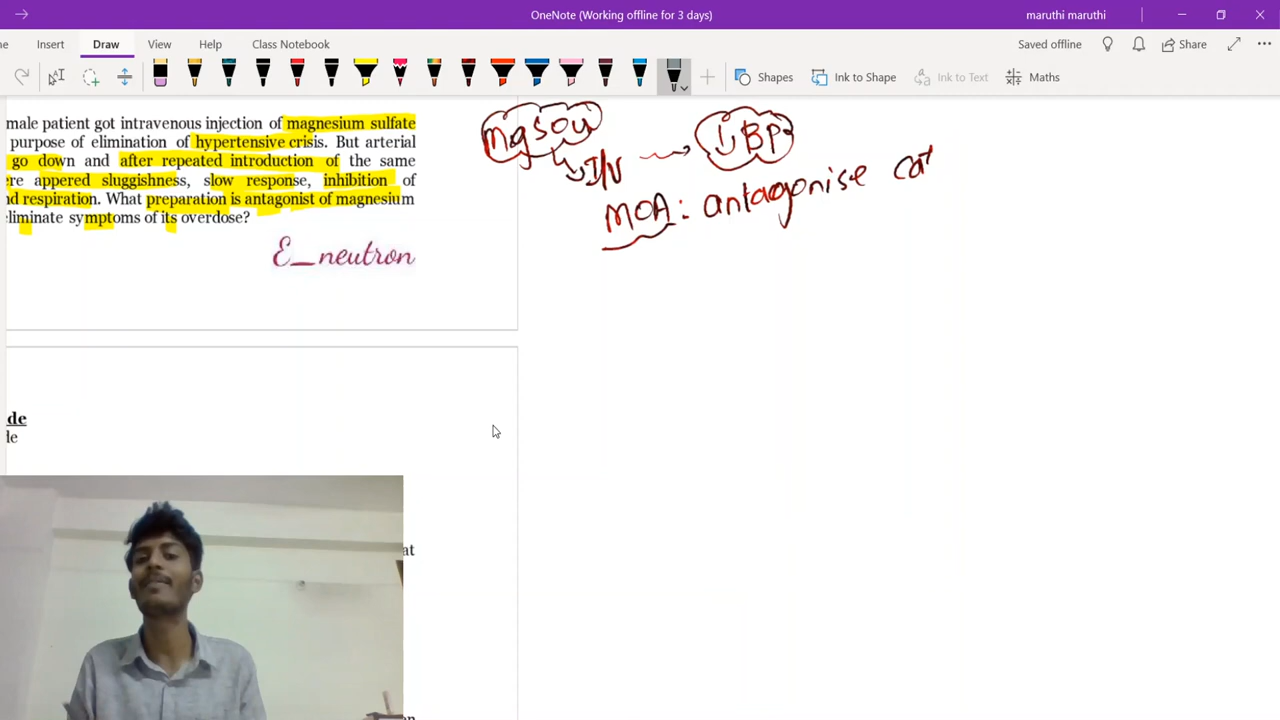 OneNote (Working offline for 3 days)
maruthi maruthi
Insert
Draw
View
Help
Class Notebook
Saved offline
Share
Shapes
Ink to Shape
Ink to Text
Maths
male patient got intravenous injection of magnesium sulfate
purpose of elimination of hypertensive crisis. But arterial
go down and after repeated introduction of the same
ere appered sluggishness, slow response, inhibition of
nd respiration. What preparation is antagonist of magnesium
eliminate symptoms of its overdose?
E_neutron
MgSO4
I/V
↓BP
MOA: antagonise cat
de
de
at